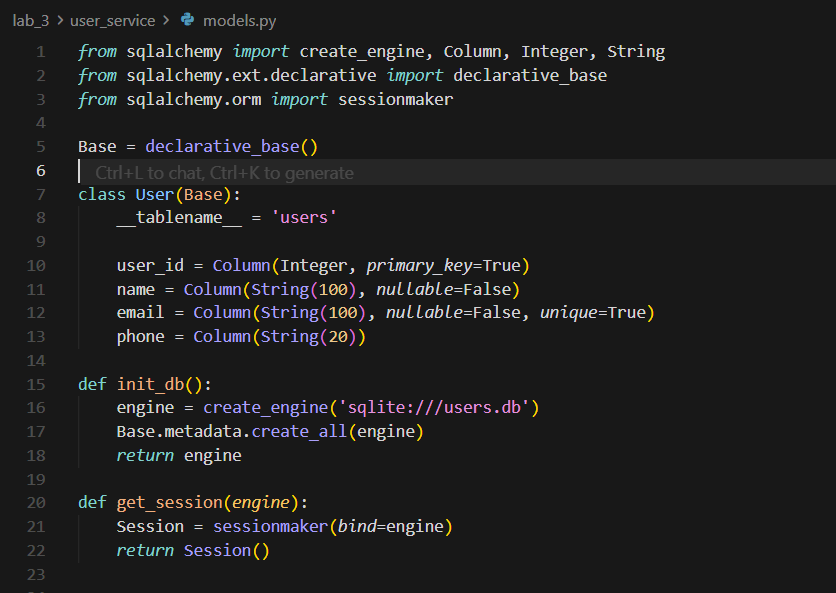 lab_3 > user_service > models.py
1 from sqlalchemy import create_engine, Column, Integer, String
2 from sqlalchemy.ext.declarative import declarative_base
3 from sqlalchemy.orm import sessionmaker
4
5 Base = declarative_base()
6 Ctrl+L to chat, Ctrl+K to generate
7 class User(Base):
8     __tablename__ = 'users'
9
10     user_id = Column(Integer, primary_key=True)
11     name = Column(String(100), nullable=False)
12     email = Column(String(100), nullable=False, unique=True)
13     phone = Column(String(20))
14
15 def init_db():
16     engine = create_engine('sqlite:///users.db')
17     Base.metadata.create_all(engine)
18     return engine
19
20 def get_session(engine):
21     Session = sessionmaker(bind=engine)
22     return Session()
23